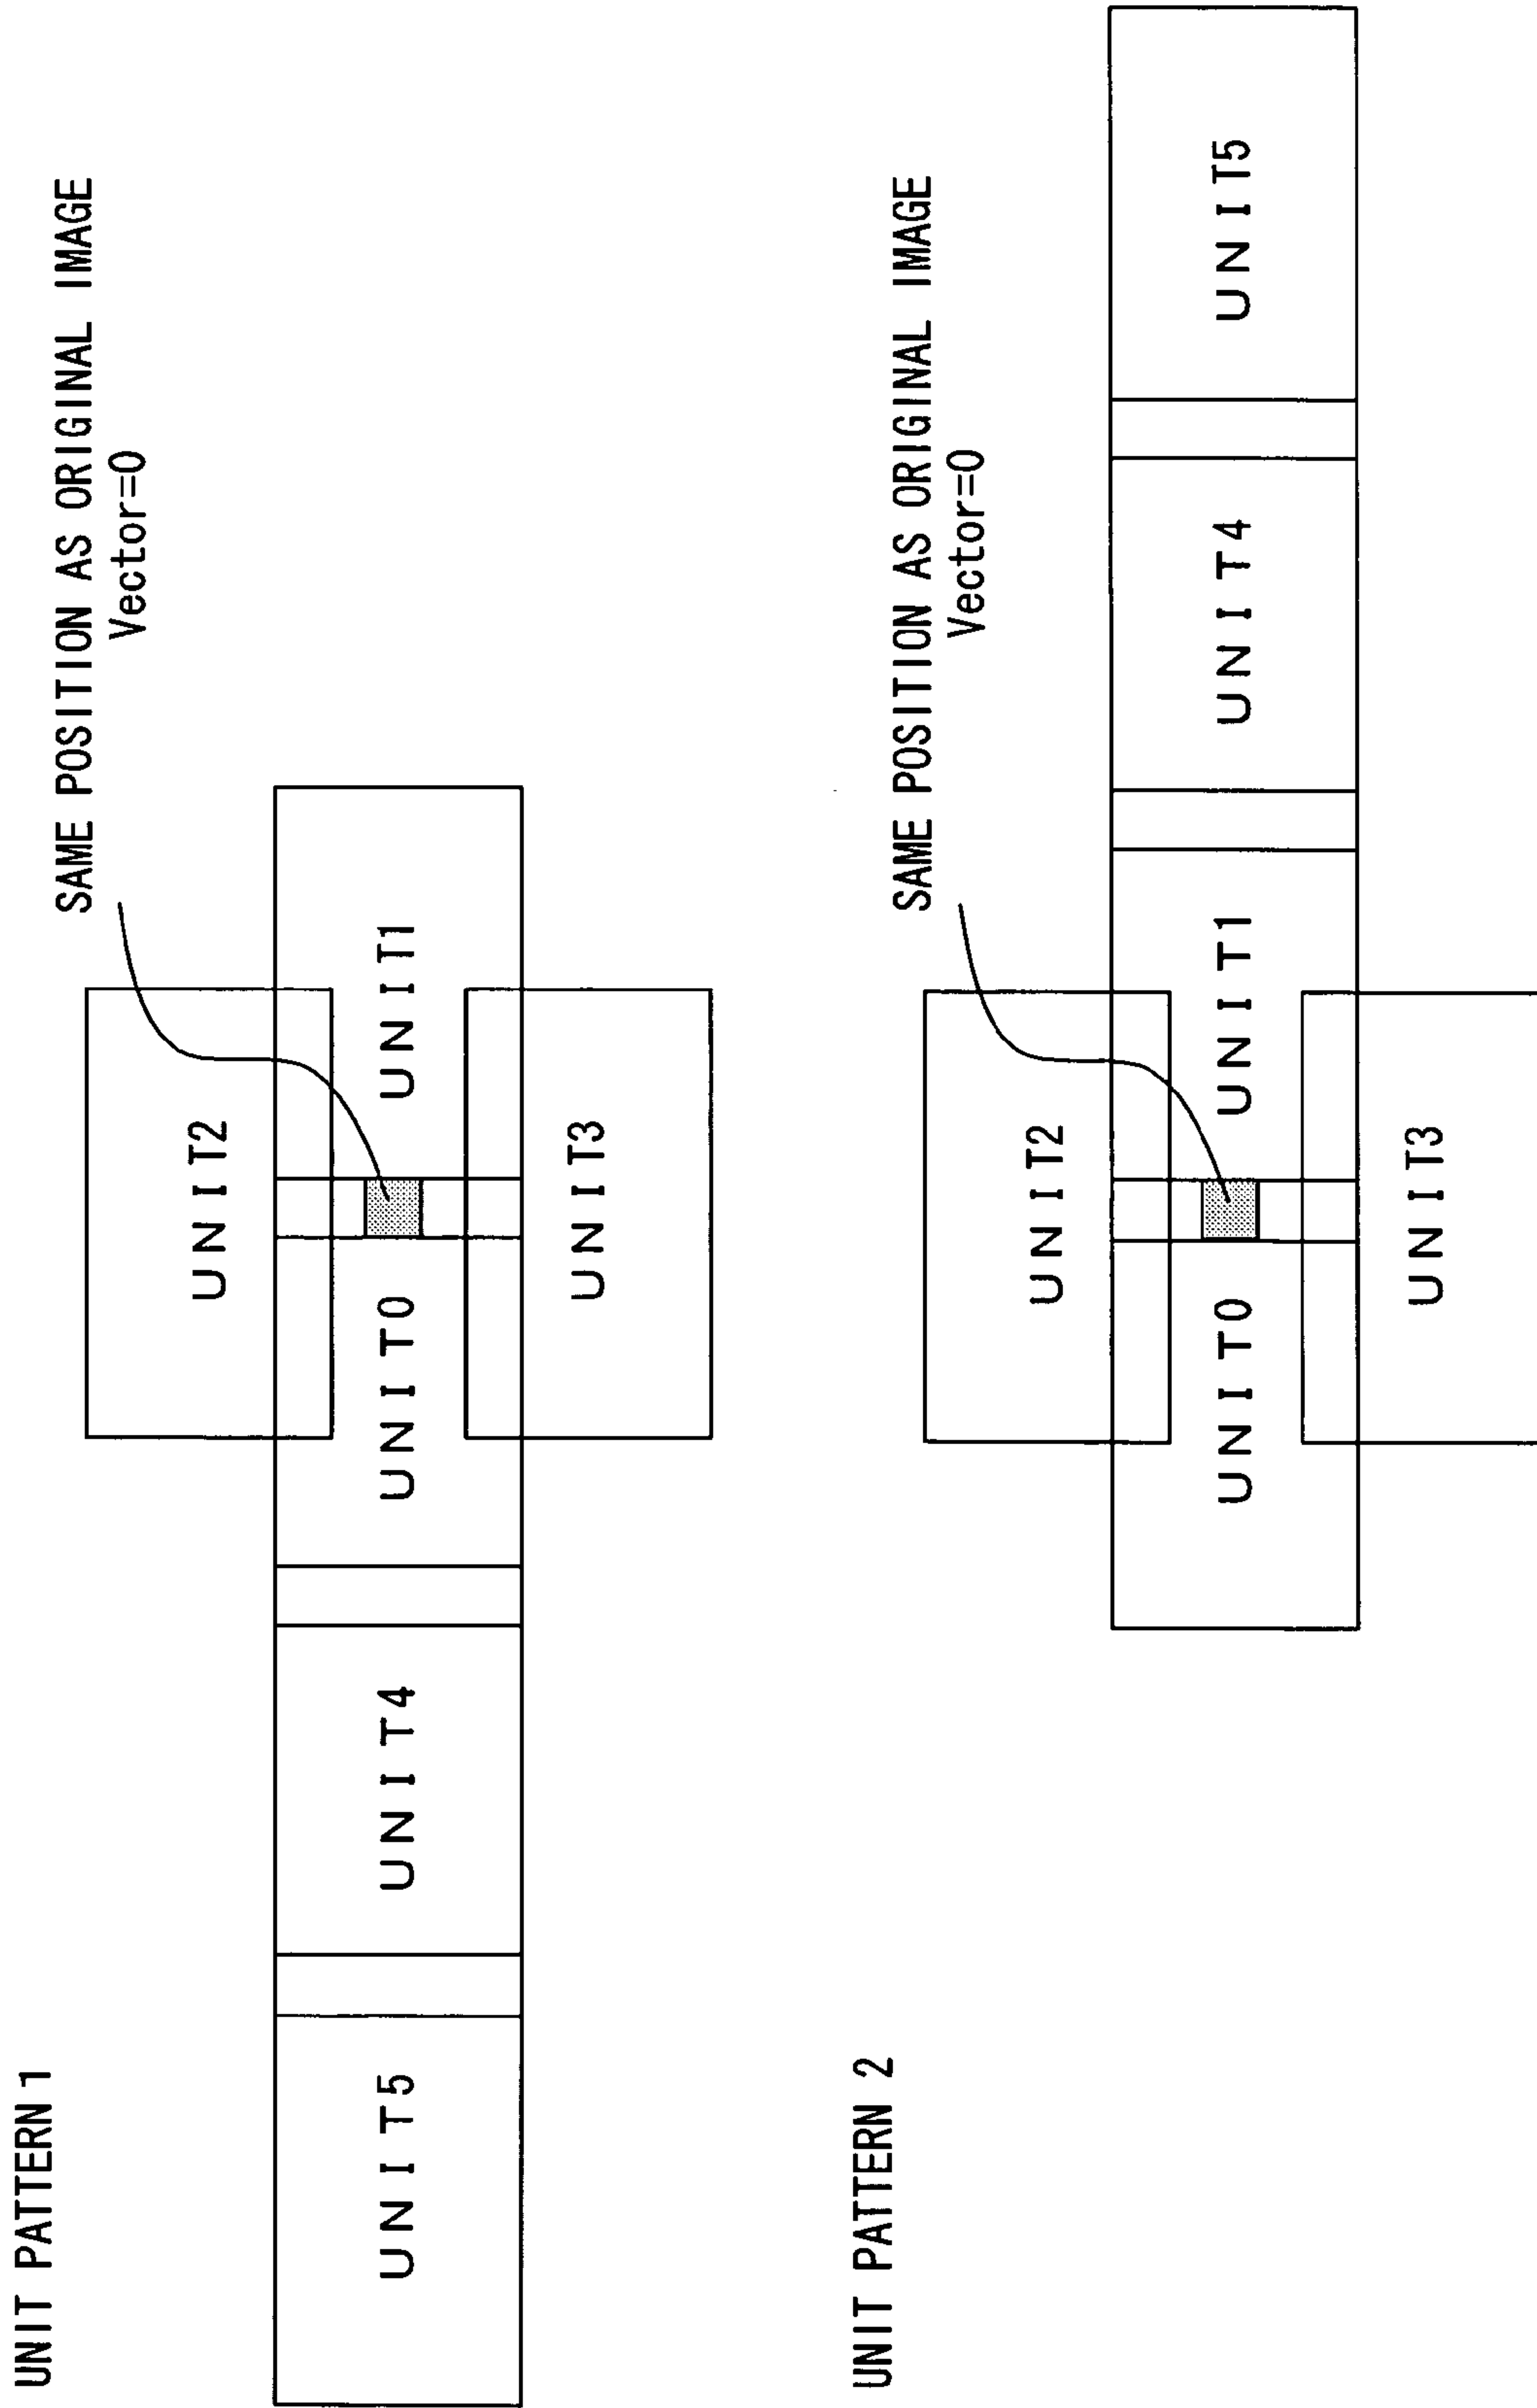 UNIT PATTERN 1
SAME POSITION AS ORIGINAL IMAGE
Vector=0
UNIT2
UNIT5
UNIT4
UNIT0
UNIT1
UNIT3
UNIT PATTERN 2
SAME POSITION AS ORIGINAL IMAGE
Vector=0
UNIT2
UNIT0
UNIT1
UNIT4
UNIT5
UNIT3